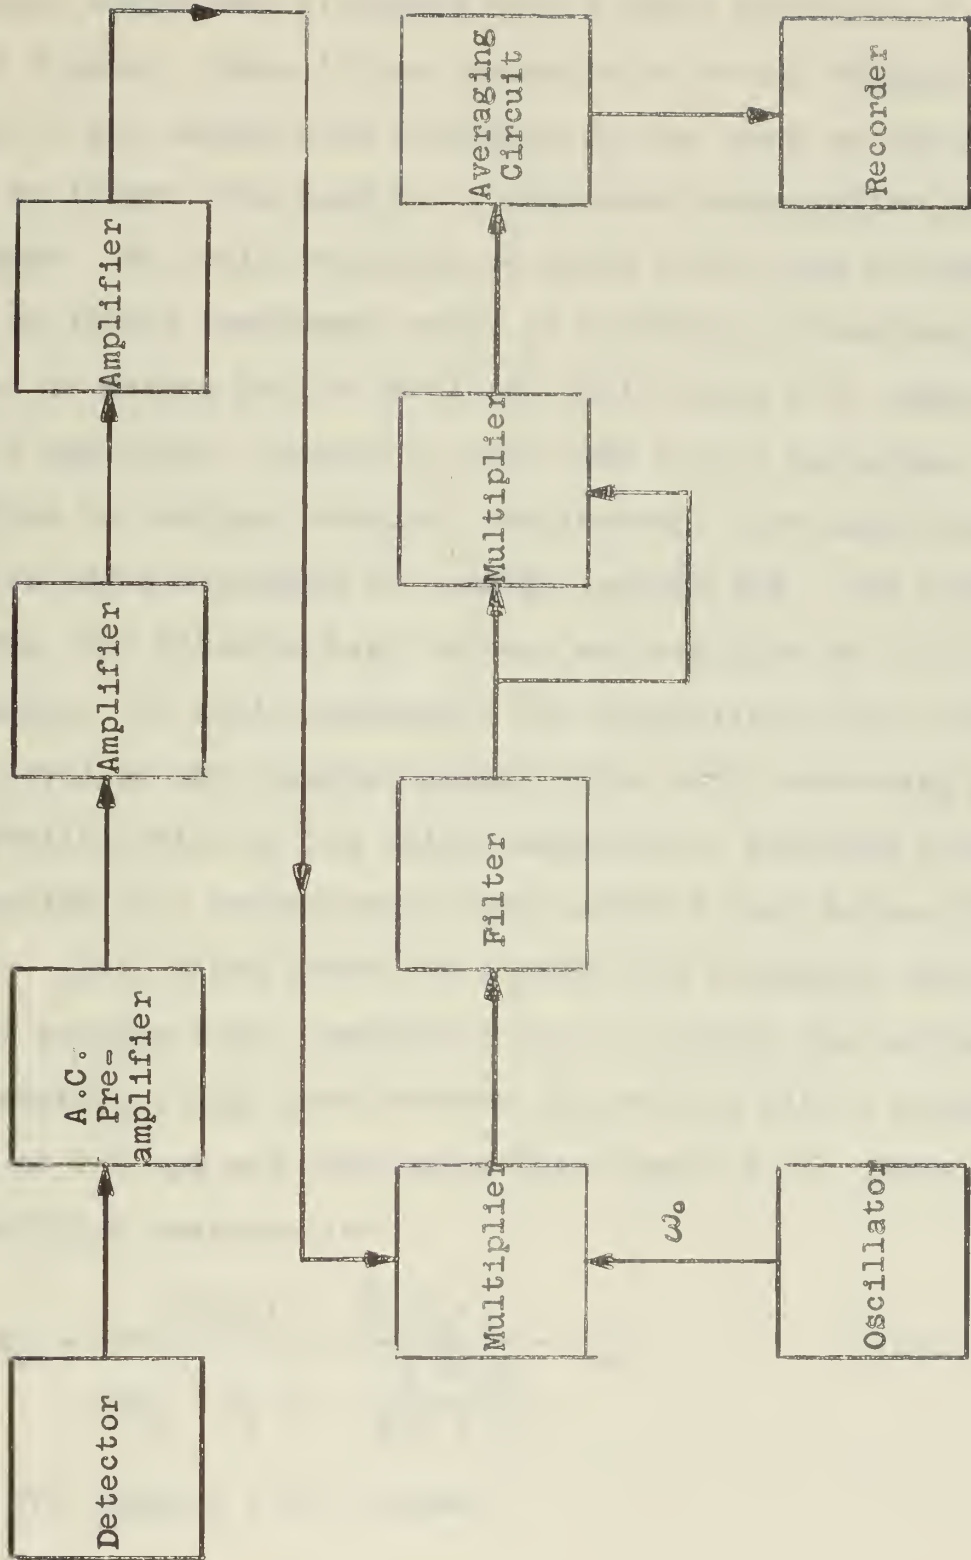 Detector
A.C.
Pre-
amplifier
Amplifier
Amplifier
Multiplier
ω₀
Oscillator
Filter
Multiplier
Averaging
Circuit
Recorder